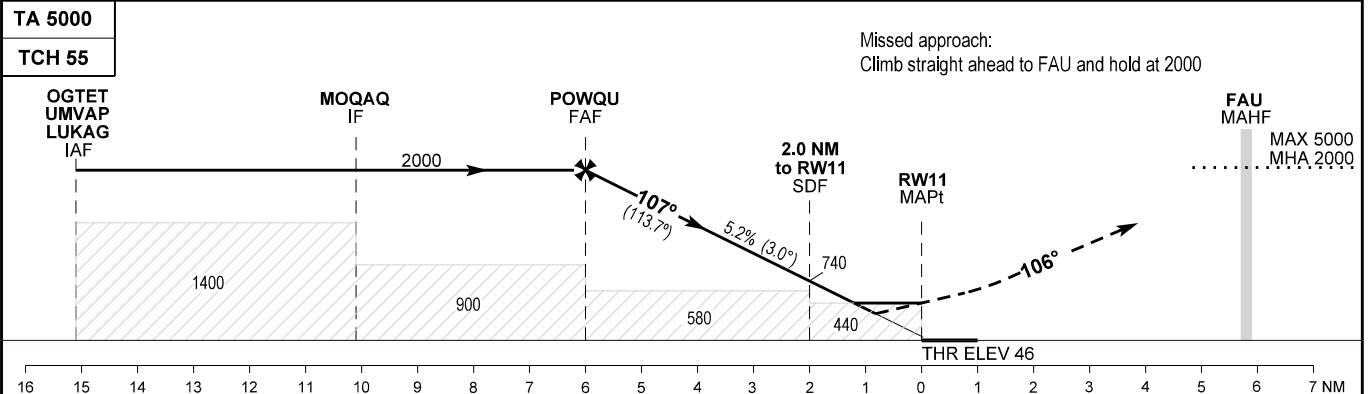 TA 5000
TCH 55
Missed approach:
Climb straight ahead to FAU and hold at 2000
OGTET
UMVAP
LUKAG
IAF
MOQAQ
IF
POWQU
FAF
2.0 NM
to RW11
SDF
RW11
MAPt
FAU
MAHF
MAX 5000
MHA 2000
2000
107°
(113.7°)
5.2% (3.0°)
740
106°
1400
900
580
440
THR ELEV 46
16 15 14 13 12 11 10 9 8 7 6 5 4 3 2 1 0 1 2 3 4 5 6 7 NM